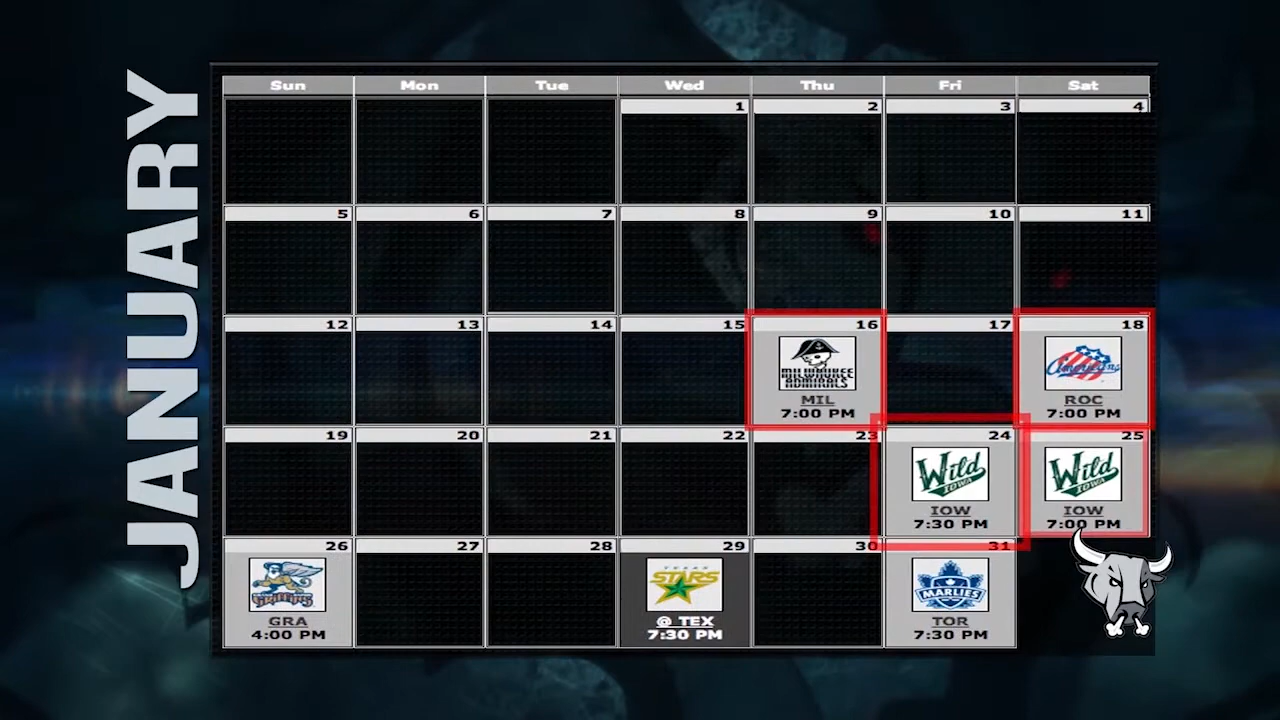 JANUARY
Sun Mon Tue Wed Thu Fri Sat
1 2 3 4
5 6 7 8 9 10 11
12 13 14 15 16 17 18
MILWAUKEE
ADMIRALS
Americans
MIL ROC
7:00 PM 7:00 PM
19 20 21 22 23 24 25
Wild Wild
IOWA IOWA
IOW IOW
7:30 PM 7:00 PM
26 27 28 29 30 31
GRIFFINS
TEXAS
STARS
MARLIES
GRA @ TEX TOR
4:00 PM 7:30 PM 7:30 PM